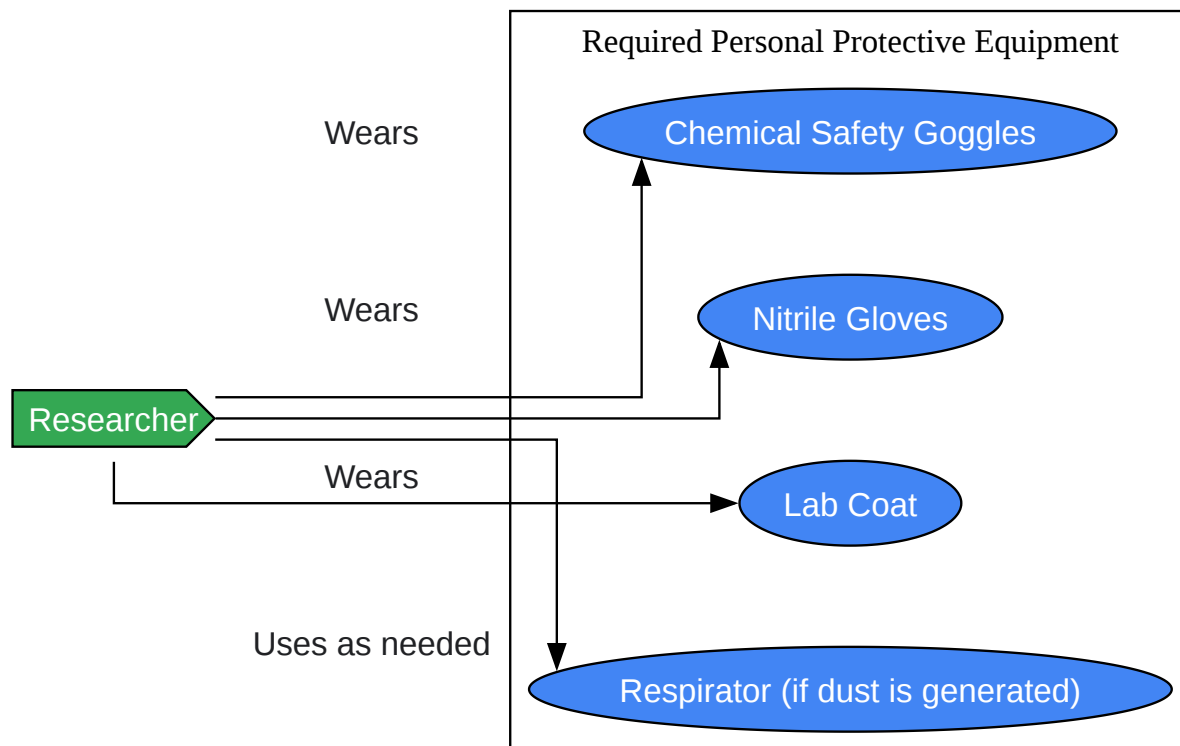 Required Personal Protective Equipment
Wears
Chemical Safety Goggles
Wears
Nitrile Gloves
Researcher
Wears
Lab Coat
Uses as needed
Respirator (if dust is generated)